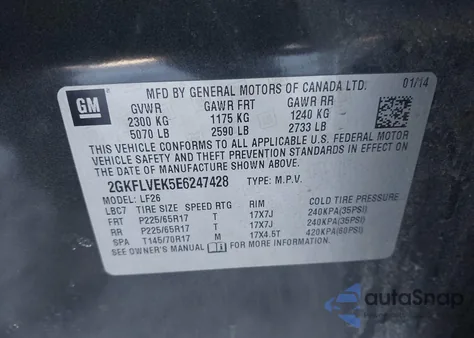 GM
MFD BY GENERAL MOTORS OF CANADA LTD. 01/14
GVWR GAWR FRT GAWR RR
2300 KG 1175 KG 1240 KG
5070 LB 2590 LB 2733 LB
THIS VEHICLE CONFORMS TO ALL APPLICABLE U.S. FEDERAL MOTOR
VEHICLE SAFETY AND THEFT PREVENTION STANDARDS IN EFFECT ON
THE DATE OF MANUFACTURE SHOWN ABOVE.
2GKFLVEK5E6247428 TYPE: M.P.V.
MODEL: LF26
LBC7 TIRE SIZE SPEED RTG RIM COLD TIRE PRESSURE
FRT P225/65R17 T 17X7J 240KPA(35PSI)
RR P225/65R17 T 17X7J 240KPA(35PSI)
SPA T145/70R17 M 17X4.5T 420KPA(60PSI)
SEE OWNER'S MANUAL FOR MORE INFORMATION.
autaSnap